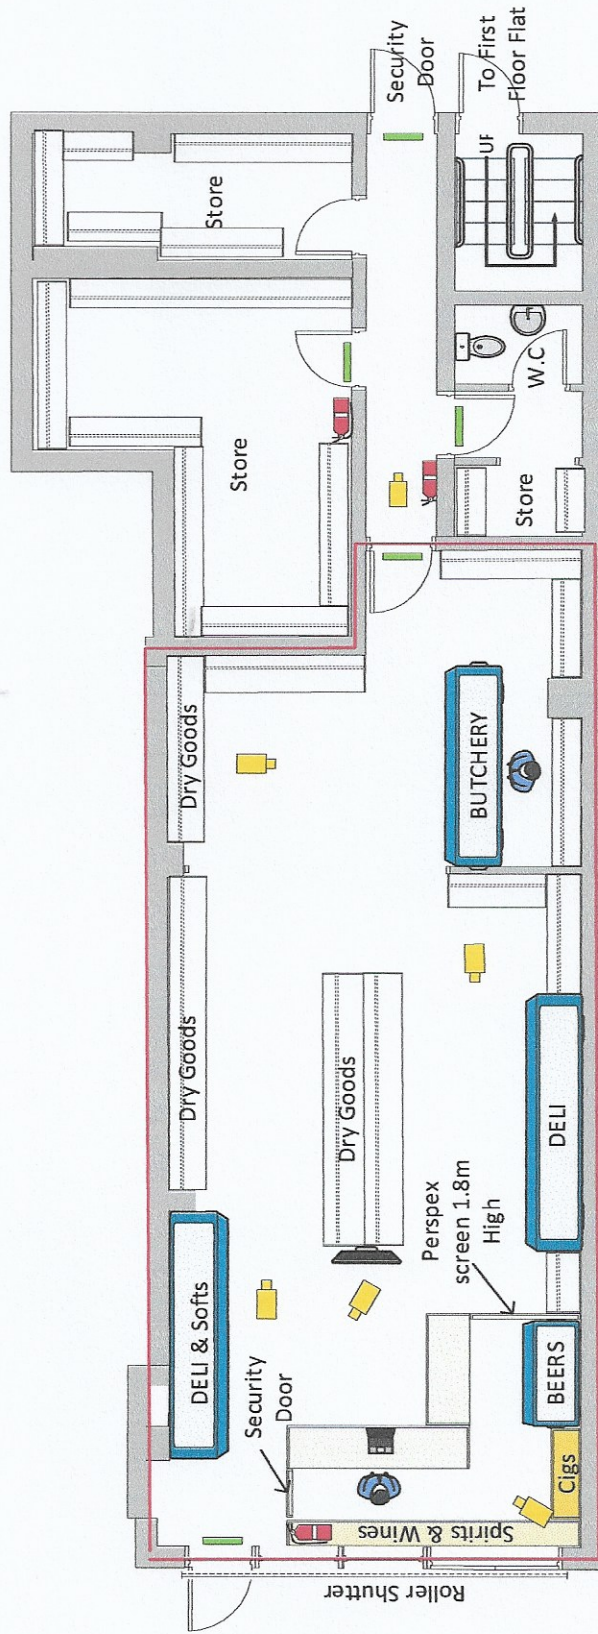 Security
Door
To First
Floor Flat
UF
Store
Store
W.C
Store
Dry Goods
BUTCHERY
Dry Goods
Dry Goods
DELI
Perspex
screen 1.8m
High
DELI & Softs
Security
Door
BEERS
Cigs
Spirits & Wines
Roller Shutter